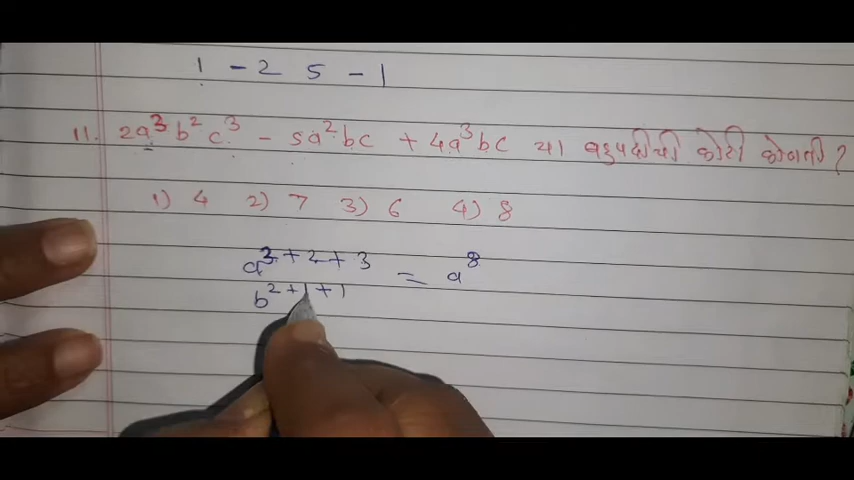 1 - 2 5 - 1
11. 2a³b²c³ - 5a²bc + 4a³bc या बहुपदीची कोटी कोणती?
1) 4 2) 7 3) 6 4) 8
a³⁺²⁺³ = a⁸
b²⁺¹⁺¹